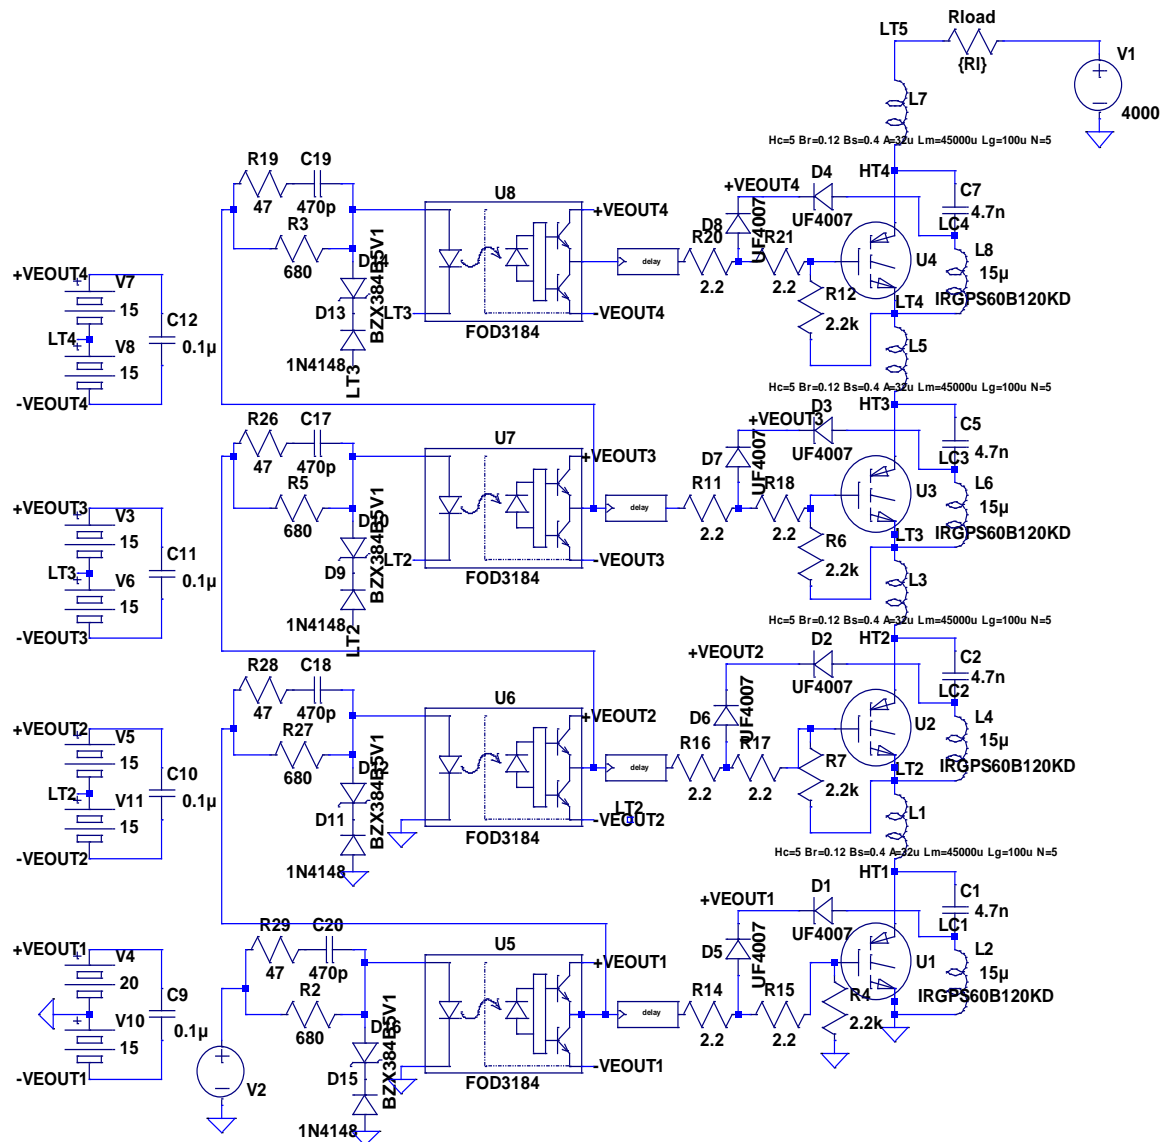 LT5
Rload
{Rl}
V1
4000
L7
Hc=5 Br=0.12 Bs=0.4 A=32u Lm=45000u Lg=100u N=5
R19
C19
47
470p
R3
680
D14
BZX384B5V1
D13
1N4148
LT3
U8
LT3
FOD3184
+VEOUT4
-VEOUT4
delay
+VEOUT4
D4
UF4007
D8
UF4007
R20
2.2
R21
2.2
R12
2.2k
HT4
C7
4.7n
LC4
U4
L8
15µ
LT4
IRGPS60B120KD
+VEOUT4
V7
15
LT4
V8
15
-VEOUT4
C12
0.1µ
L5
Hc=5 Br=0.12 Bs=0.4 A=32u Lm=45000u Lg=100u N=5
R26
C17
47
470p
R5
680
D10
BZX384B5V1
D9
1N4148
LT2
U7
LT2
FOD3184
+VEOUT3
-VEOUT3
delay
+VEOUT3
D3
UF4007
D7
UF4007
R11
2.2
R18
2.2
R6
2.2k
HT3
C5
4.7n
LC3
U3
L6
15µ
LT3
IRGPS60B120KD
+VEOUT3
V3
15
LT3
V6
15
-VEOUT3
C11
0.1µ
L3
Hc=5 Br=0.12 Bs=0.4 A=32u Lm=45000u Lg=100u N=5
R28
C18
47
470p
R27
680
D12
BZX384B5V1
D11
1N4148
U6
FOD3184
+VEOUT2
LT2
-VEOUT2
delay
+VEOUT2
D2
UF4007
D6
UF4007
R16
2.2
R17
2.2
R7
2.2k
HT2
C2
4.7n
LC2
U2
L4
15µ
LT2
IRGPS60B120KD
+VEOUT2
V5
15
LT2
V11
15
-VEOUT2
C10
0.1µ
L1
Hc=5 Br=0.12 Bs=0.4 A=32u Lm=45000u Lg=100u N=5
R29
C20
47
470p
R2
680
D16
BZX384B5V1
D15
1N4148
U5
FOD3184
+VEOUT1
-VEOUT1
delay
+VEOUT1
D1
UF4007
D5
UF4007
R14
2.2
R15
2.2
R4
2.2k
HT1
C1
4.7n
LC1
U1
L2
15µ
IRGPS60B120KD
+VEOUT1
V4
20
V10
15
-VEOUT1
C9
0.1µ
V2